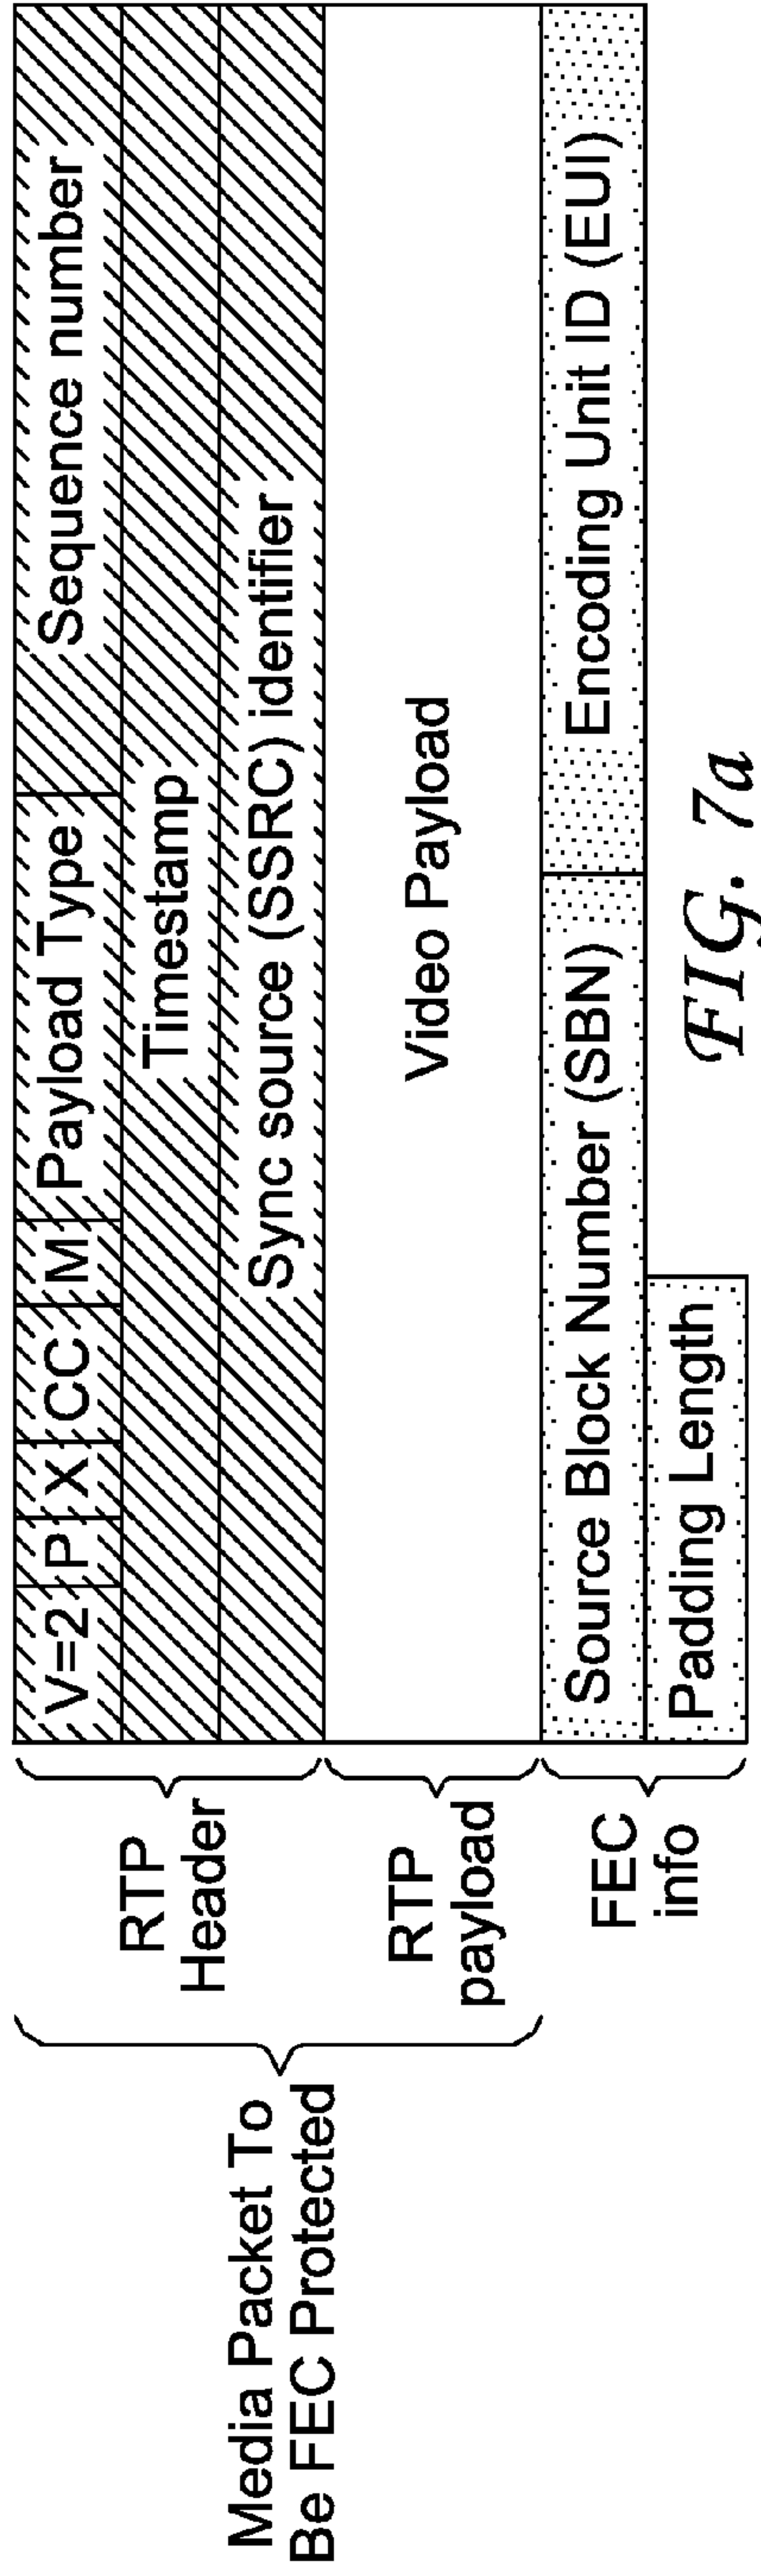 Media Packet To
Be FEC Protected
RTP
Header
V=2 P X CC M Payload Type Sequence number
Timestamp
Sync source (SSRC) identifier
RTP
payload
Video Payload
FEC
info
Source Block Number (SBN) Encoding Unit ID (EUI)
Padding Length
FIG. 7a